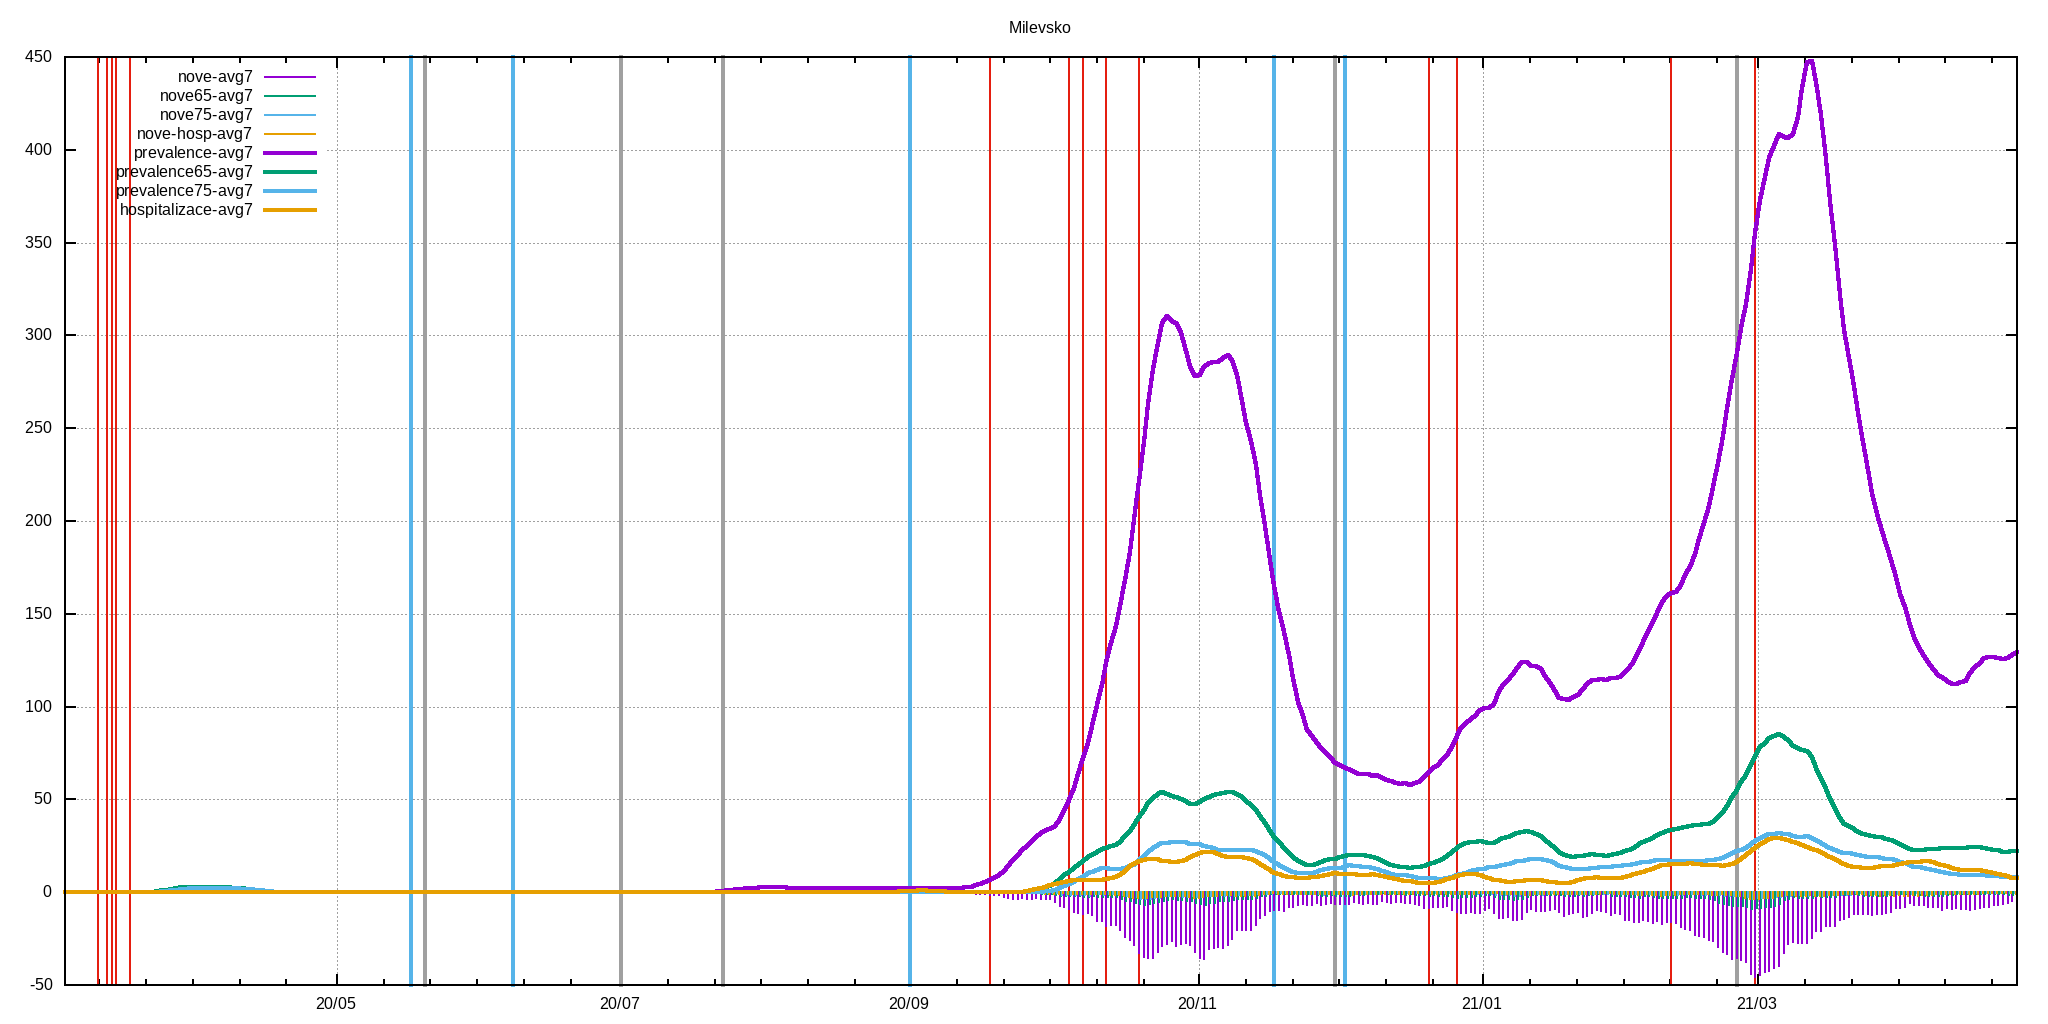 Milevsko
450
400
350
300
250
200
150
100
50
0
-50
nove-avg7
nove65-avg7
nove75-avg7
nove-hosp-avg7
prevalence-avg7
prevalence65-avg7
prevalence75-avg7
hospitalizace-avg7
20/05 20/07 20/09 20/11 21/01 21/03